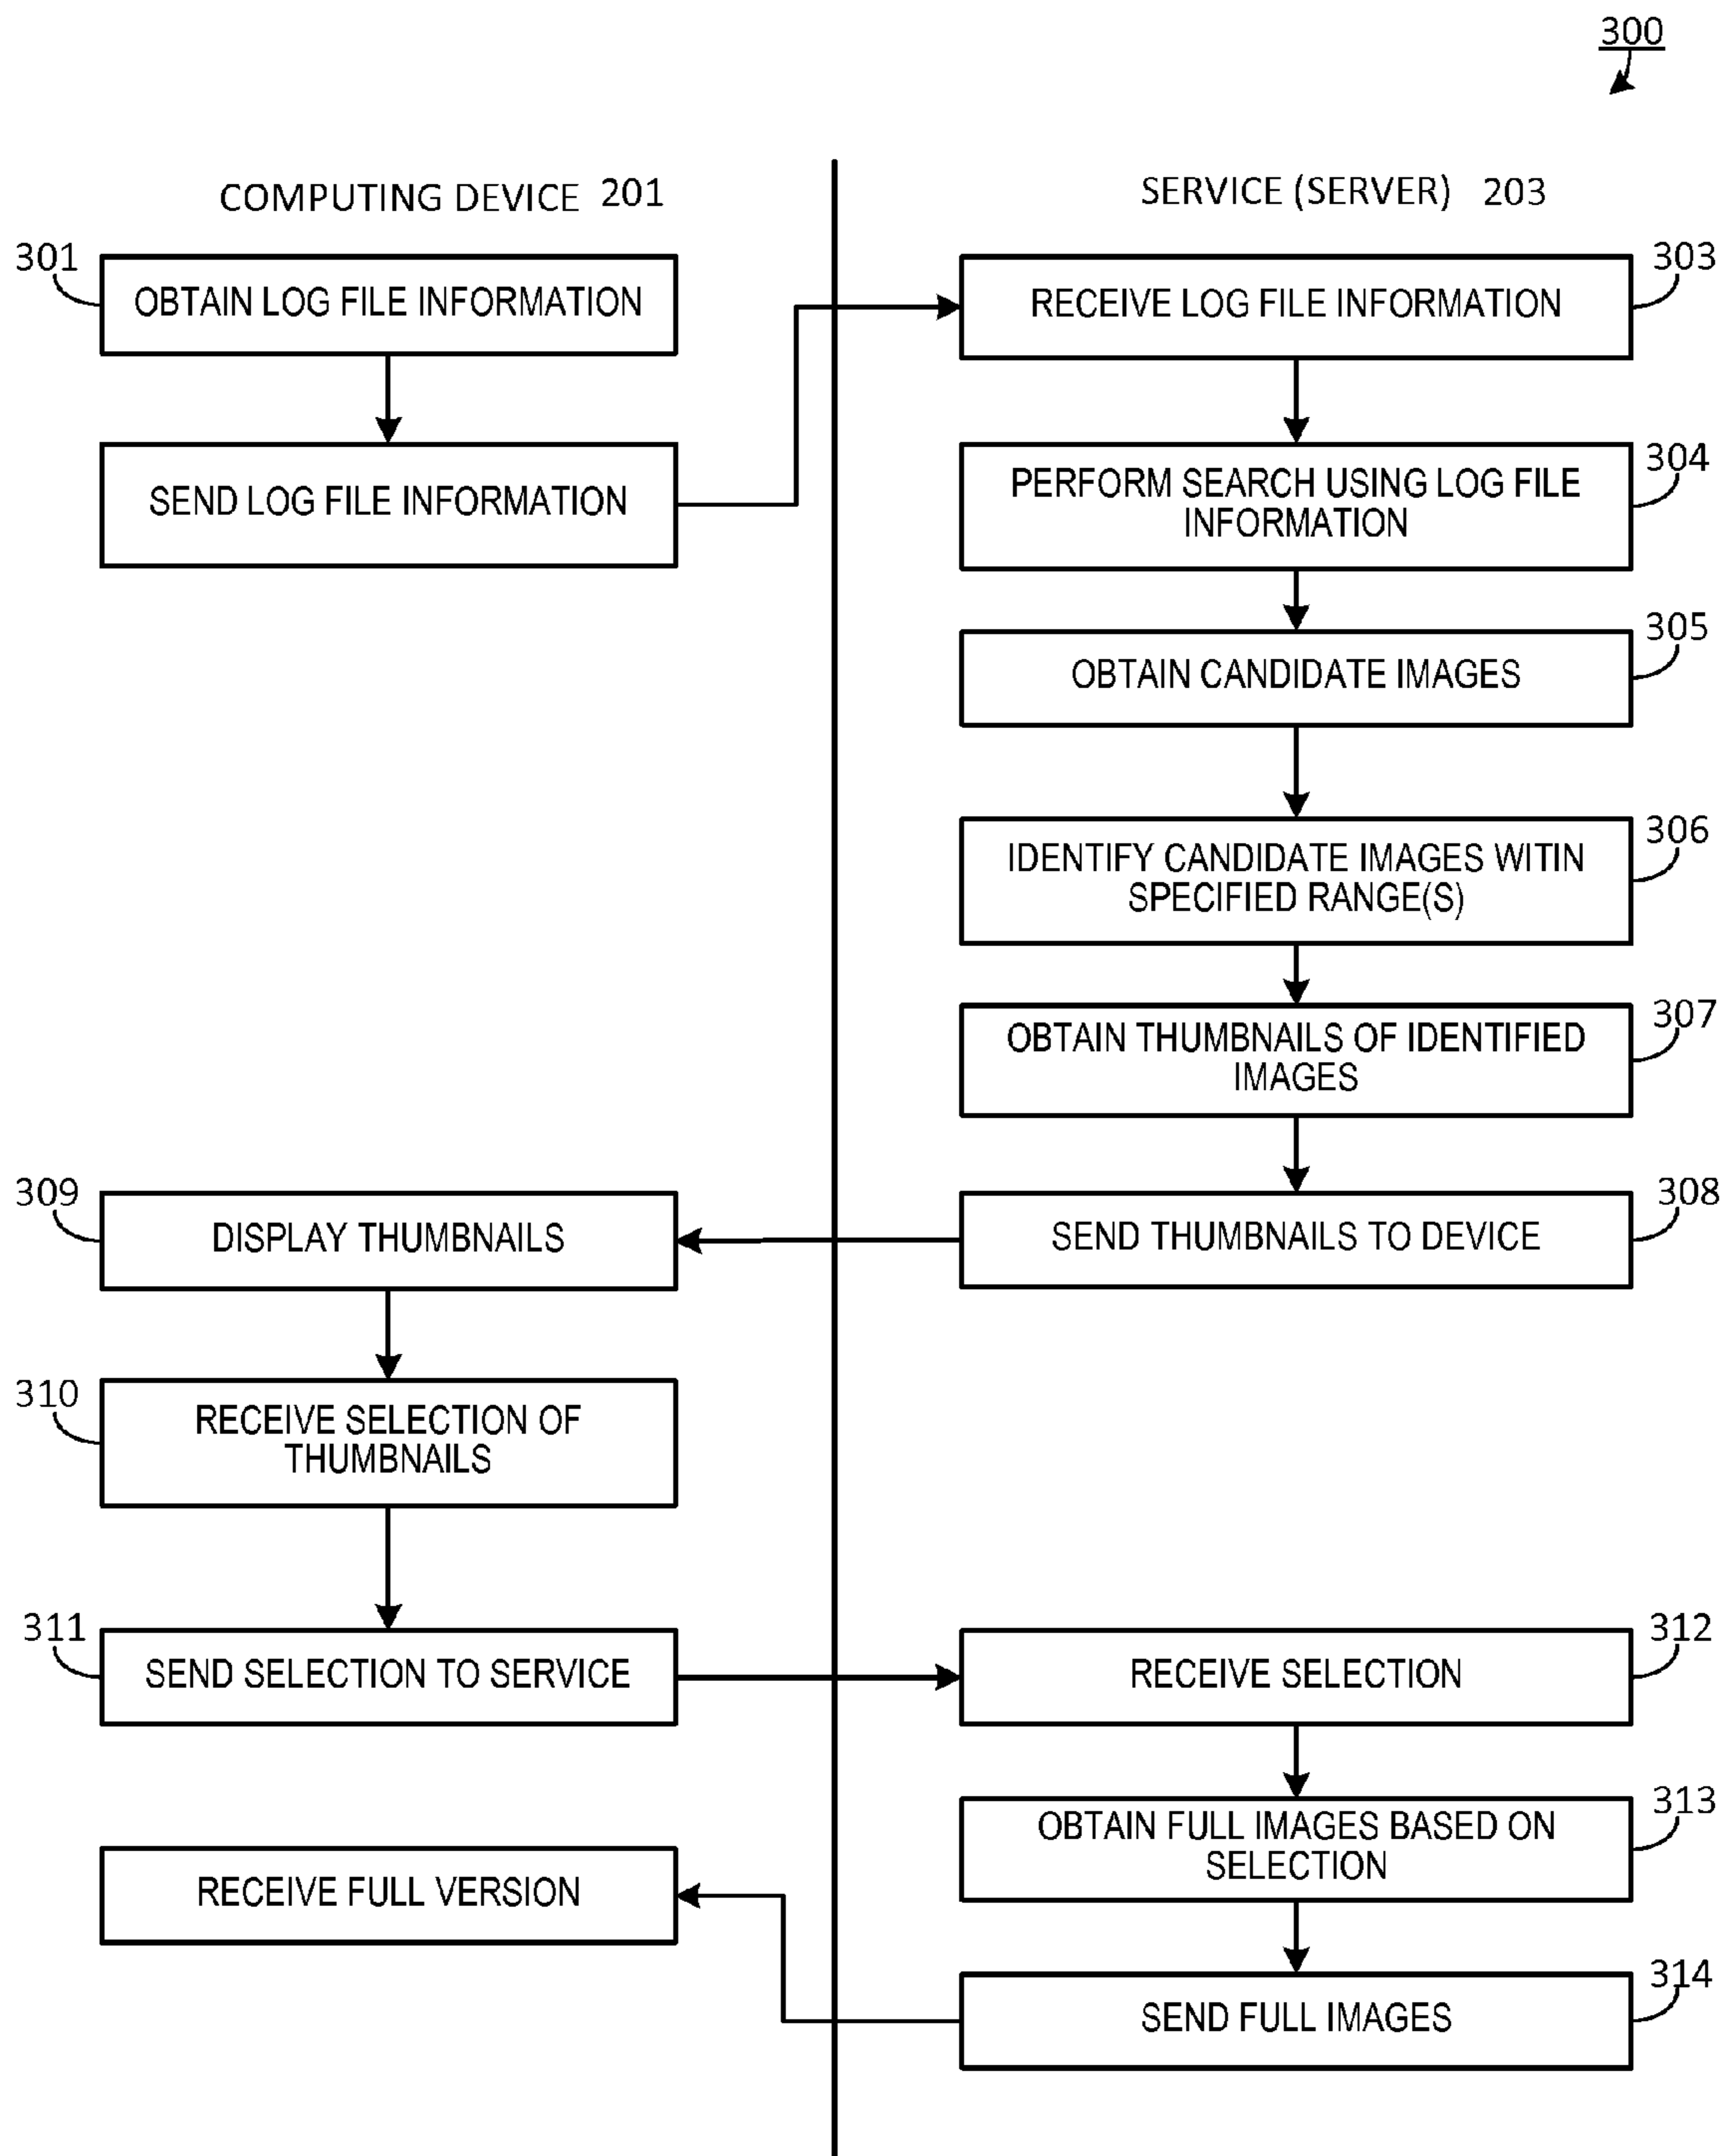 300
COMPUTING DEVICE 201
SERVICE (SERVER) 203
301
OBTAIN LOG FILE INFORMATION
303
RECEIVE LOG FILE INFORMATION
SEND LOG FILE INFORMATION
304
PERFORM SEARCH USING LOG FILE
INFORMATION
305
OBTAIN CANDIDATE IMAGES
306
IDENTIFY CANDIDATE IMAGES WITIN
SPECIFIED RANGE(S)
307
OBTAIN THUMBNAILS OF IDENTIFIED
IMAGES
308
SEND THUMBNAILS TO DEVICE
309
DISPLAY THUMBNAILS
310
RECEIVE SELECTION OF
THUMBNAILS
311
SEND SELECTION TO SERVICE
312
RECEIVE SELECTION
313
OBTAIN FULL IMAGES BASED ON
SELECTION
RECEIVE FULL VERSION
314
SEND FULL IMAGES